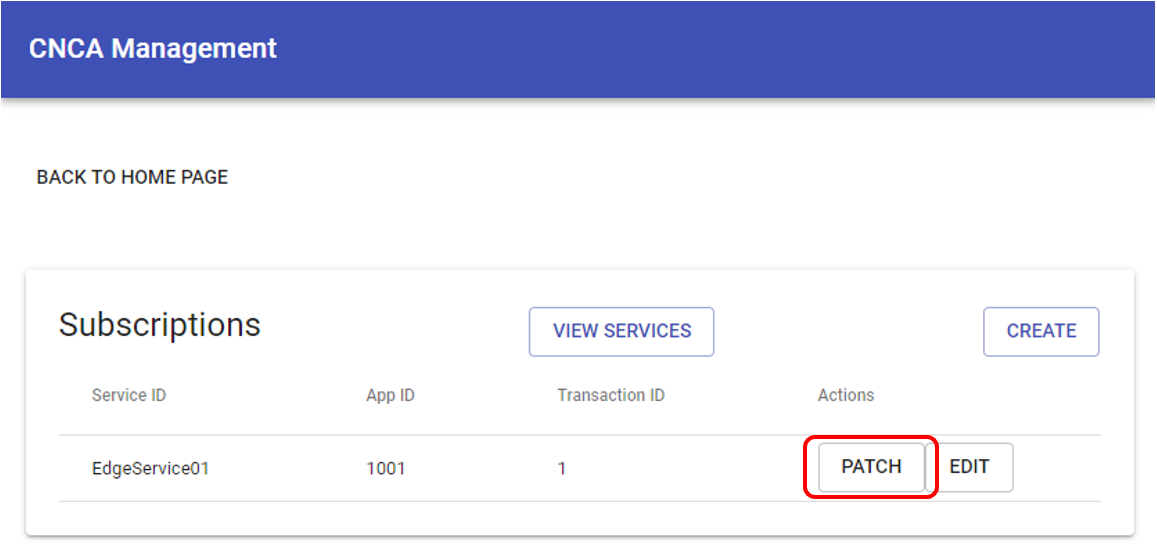 CNCA Management
BACK TO HOME PAGE
Subscriptions VIEW SERVICES CREATE
Service ID App ID Transaction ID Actions
EdgeService01 1001 1 PATCH EDIT